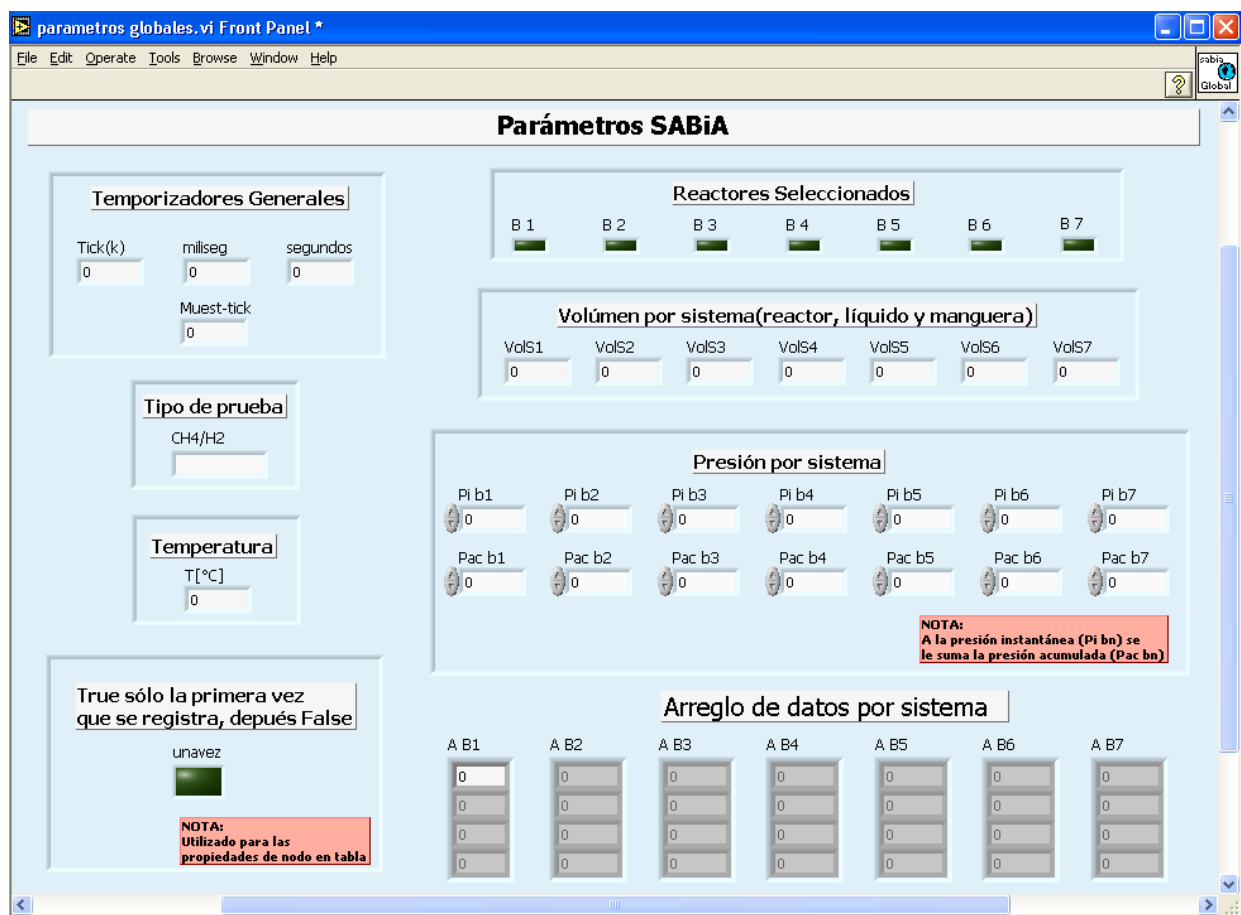 parametros globales.vi Front Panel *
File Edit Operate Tools Browse Window Help
sabia
Global
Parámetros SABiA
Temporizadores Generales
Tick(k) miliseg segundos
0 0 0
Muest-tick
0
Tipo de prueba
CH4/H2
Temperatura
T[°C]
0
True sólo la primera vez
que se registra, depués False
unavez
NOTA:
Utilizado para las
propiedades de nodo en tabla
Reactores Seleccionados
B 1 B 2 B 3 B 4 B 5 B 6 B 7
Volúmen por sistema(reactor, líquido y manguera)
VolS1 VolS2 VolS3 VolS4 VolS5 VolS6 VolS7
0 0 0 0 0 0 0
Presión por sistema
Pi b1 Pi b2 Pi b3 Pi b4 Pi b5 Pi b6 Pi b7
0 0 0 0 0 0 0
Pac b1 Pac b2 Pac b3 Pac b4 Pac b5 Pac b6 Pac b7
0 0 0 0 0 0 0
NOTA:
A la presión instantánea (Pi bn) se
le suma la presión acumulada (Pac bn)
Arreglo de datos por sistema
A B1 A B2 A B3 A B4 A B5 A B6 A B7
0 0 0 0 0 0 0
0 0 0 0 0 0 0
0 0 0 0 0 0 0
0 0 0 0 0 0 0